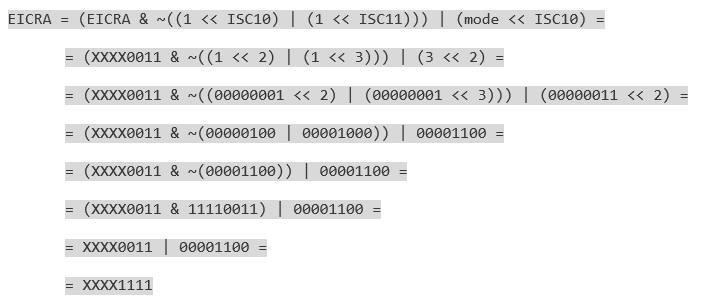 EICRA = (EICRA & ~((1 << ISC10) | (1 << ISC11))) | (mode << ISC10) =
= (XXXX0011 & ~((1 << 2) | (1 << 3))) | (3 << 2) =
= (XXXX0011 & ~((00000001 << 2) | (00000001 << 3))) | (00000011 << 2) =
= (XXXX0011 & ~(00000100 | 00001000)) | 00001100 =
= (XXXX0011 & ~(00001100)) | 00001100 =
= (XXXX0011 & 11110011) | 00001100 =
= XXXX0011 | 00001100 =
= XXXX1111